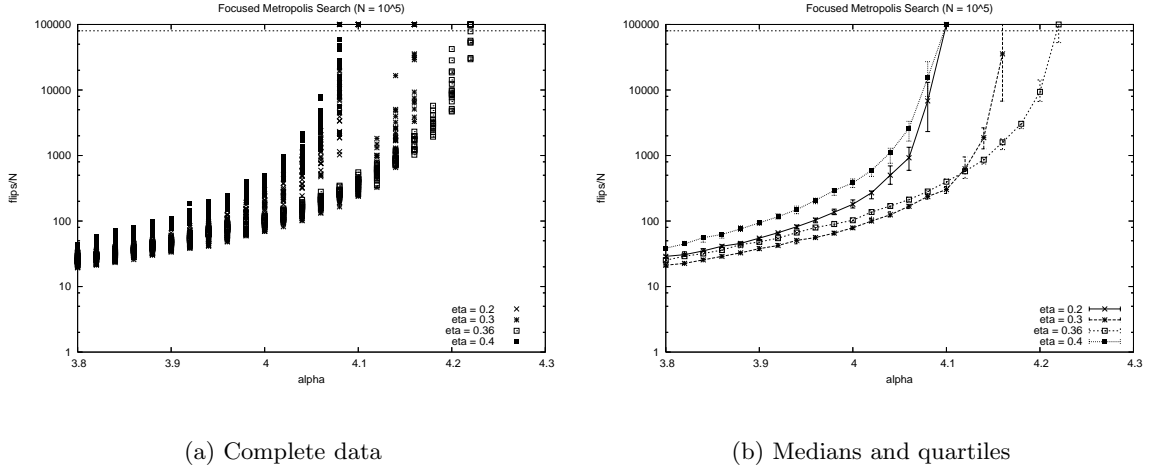 Focused Metropolis Search (N = 10^5)
100000
10000
1000
100
10
1
flips/N
3.8
3.9
4
4.1
4.2
4.3
alpha
eta = 0.2
eta = 0.3
eta = 0.36
eta = 0.4
(a) Complete data
Focused Metropolis Search (N = 10^5)
100000
10000
1000
100
10
1
flips/N
3.8
3.9
4
4.1
4.2
4.3
alpha
eta = 0.2
eta = 0.3
eta = 0.36
eta = 0.4
(b) Medians and quartiles